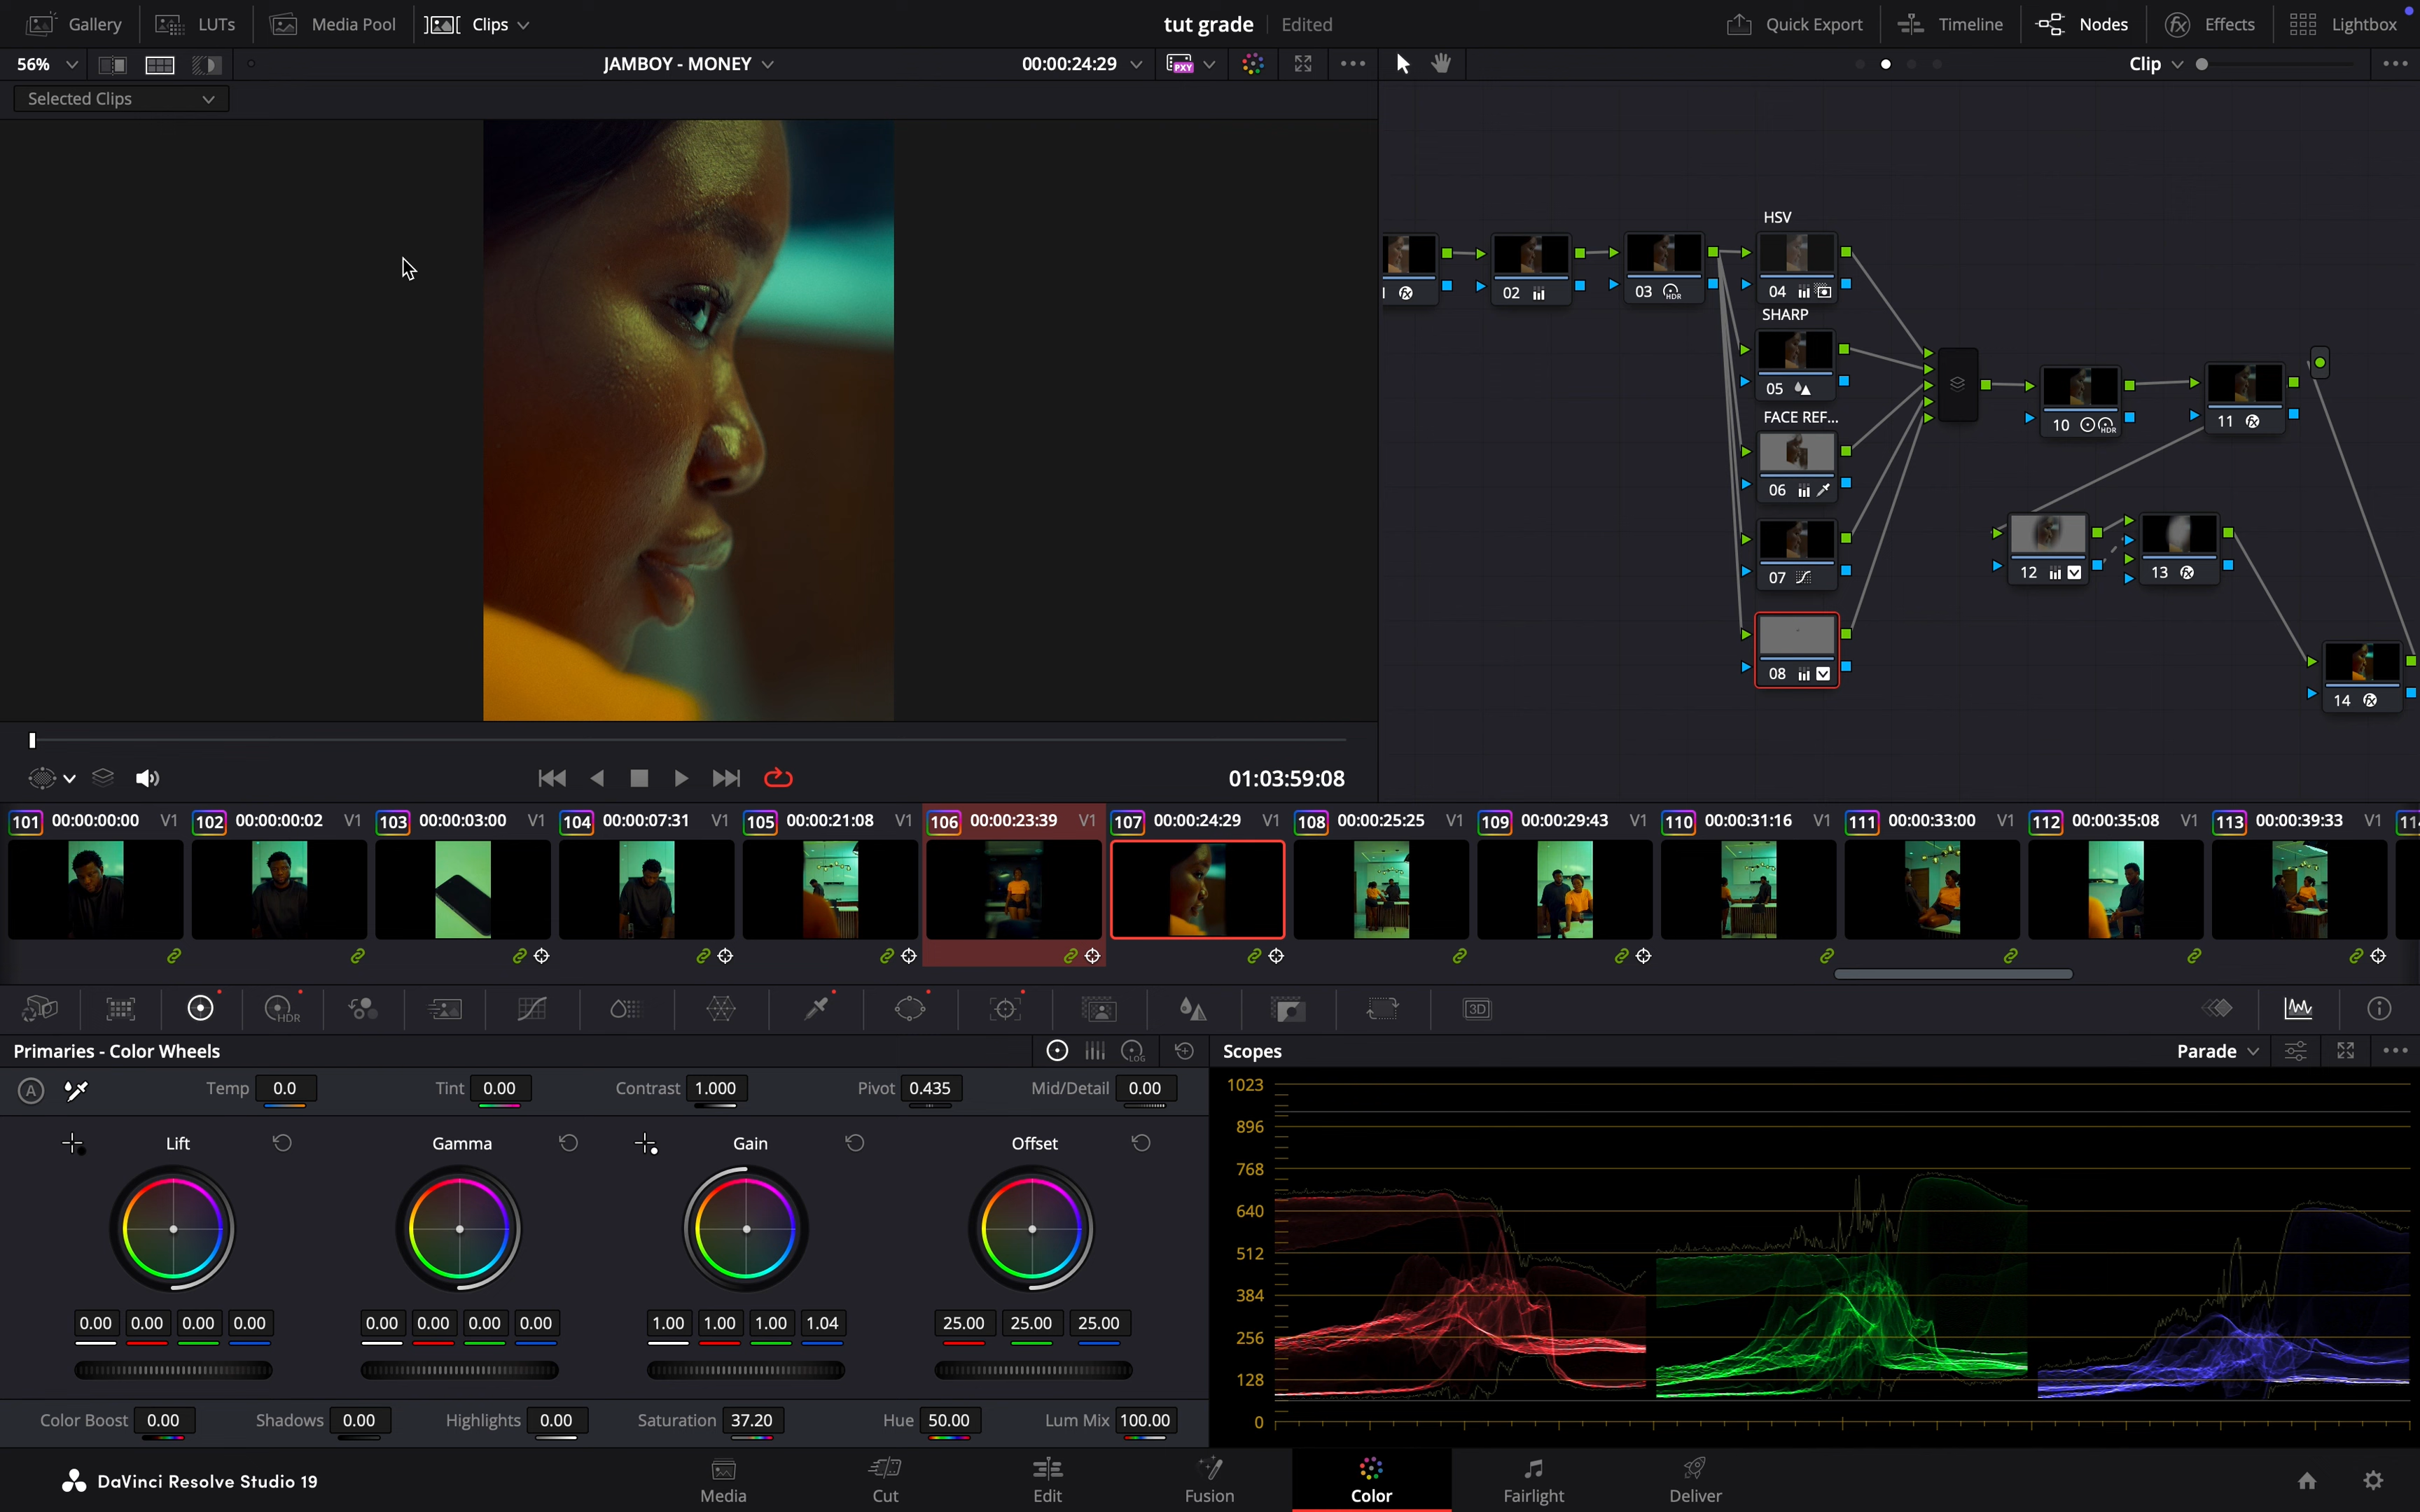 Gallery LUTs Media Pool Clips tut grade Edited Quick Export Timeline Nodes Effects Lightbox
56% JAMBOY - MONEY 00:00:24:29 PXY Clip
Selected Clips
HSV
02 03 HDR 04
SHARP
05
FACE REF...
10 HDR 11
06
07 12 13
08
14
01:03:59:08
101 00:00:00:00 V1 102 00:00:00:02 V1 103 00:00:03:00 V1 104 00:00:07:31 V1 105 00:00:21:08 V1 106 00:00:23:39 V1 107 00:00:24:29 V1 108 00:00:25:25 V1 109 00:00:29:43 V1 110 00:00:31:16 V1 111 00:00:33:00 V1 112 00:00:35:08 V1 113 00:00:39:33 V1
HDR 3D
Primaries - Color Wheels LOG Scopes Parade
A Temp 0.0 Tint 0.00 Contrast 1.000 Pivot 0.435 Mid/Detail 0.00
Lift Gamma Gain Offset
0.00 0.00 0.00 0.00 0.00 0.00 0.00 0.00 1.00 1.00 1.00 1.04 25.00 25.00 25.00
Color Boost 0.00 Shadows 0.00 Highlights 0.00 Saturation 37.20 Hue 50.00 Lum Mix 100.00
1023
896
768
640
512
384
256
128
0
DaVinci Resolve Studio 19 Media Cut Edit Fusion Color Fairlight Deliver